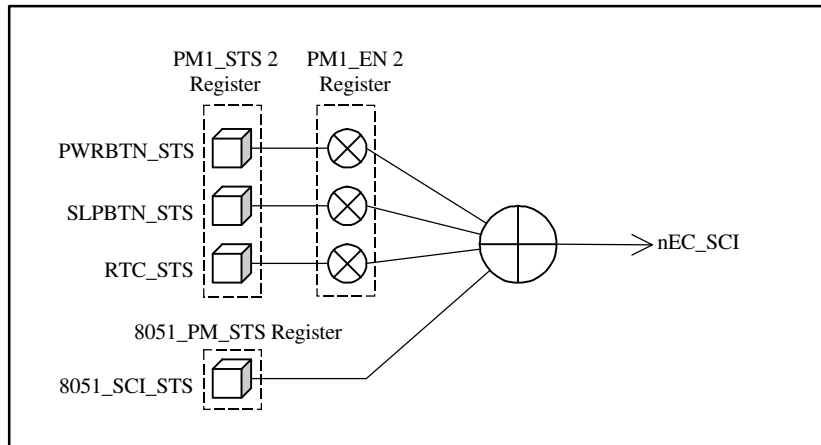 PM1_STS 2
Register
PM1_EN 2
Register
PWRBTN_STS
SLPBTN_STS
nEC_SCI
RTC_STS
8051_PM_STS Register
8051_SCI_STS